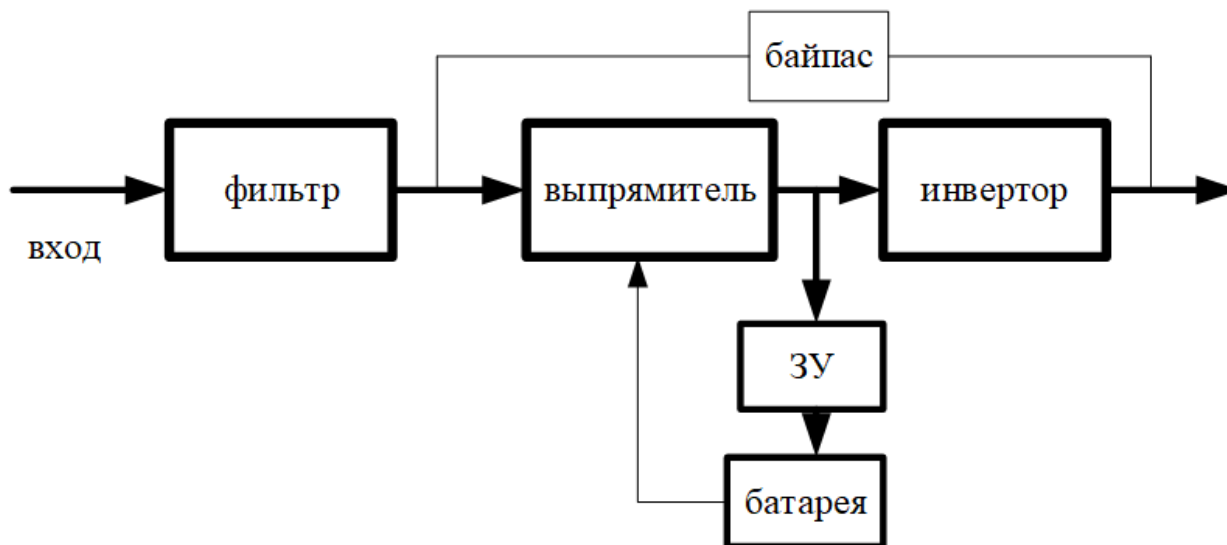 байпас
фильтр
выпрямитель
инвертор
вход
ЗУ
батарея